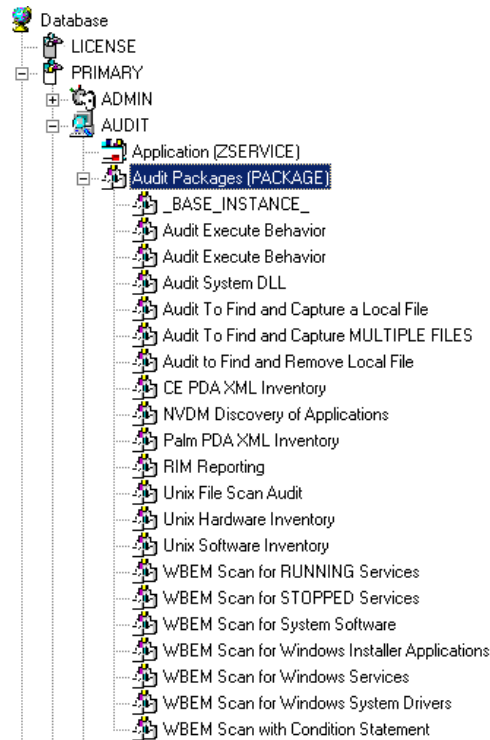 Database
LICENSE
PRIMARY
ADMIN
AUDIT
Application (ZSERVICE)
Audit Packages (PACKAGE)
_BASE_INSTANCE_
Audit Execute Behavior
Audit Execute Behavior
Audit System DLL
Audit To Find and Capture a Local File
Audit To Find and Capture MULTIPLE FILES
Audit to Find and Remove Local File
CE PDA XML Inventory
NVDM Discovery of Applications
Palm PDA XML Inventory
RIM Reporting
Unix File Scan Audit
Unix Hardware Inventory
Unix Software Inventory
WBEM Scan for RUNNING Services
WBEM Scan for STOPPED Services
WBEM Scan for System Software
WBEM Scan for Windows Installer Applications
WBEM Scan for Windows Services
WBEM Scan for Windows System Drivers
WBEM Scan with Condition Statement